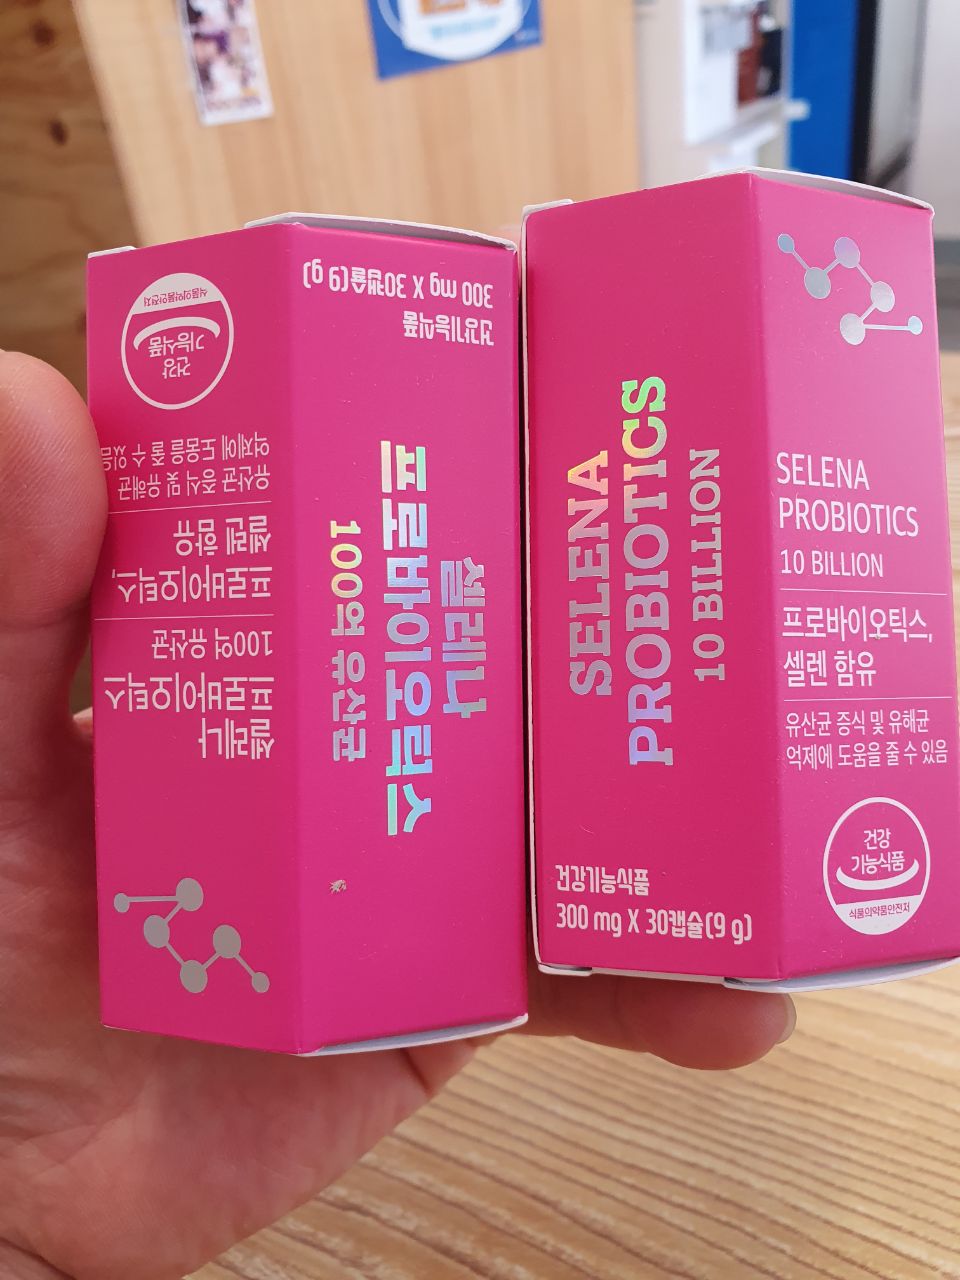 셀레나
프로바이오틱스
100억 유산균
프로바이오틱스,
셀렌 함유
유산균 증식 및 유해균
억제에 도움을 줄 수 있음
건강
기능식품
식품의약품안전처
셀레나
프로바이오틱스
100억 유산균
건강기능식품
300 mg X 30캡슐(9 g)
SELENA
PROBIOTICS
10 BILLION
건강기능식품
300 mg X 30캡슐(9 g)
SELENA
PROBIOTICS
10 BILLION
프로바이오틱스,
셀렌 함유
유산균 증식 및 유해균
억제에 도움을 줄 수 있음
건강
기능식품
식품의약품안전처